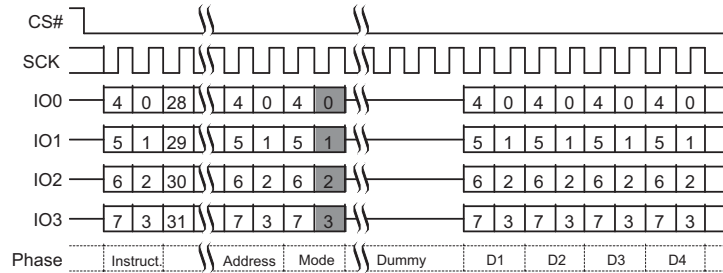 CS#
SCK
IO0 4 0 28 4 0 4 0 4 0 4 0 4 0 4 0
IO1 5 1 29 5 1 5 1 5 1 5 1 5 1 5 1
IO2 6 2 30 6 2 6 2 6 2 6 2 6 2 6 2
IO3 7 3 31 7 3 7 3 7 3 7 3 7 3 7 3
Phase Instruct. Address Mode Dummy D1 D2 D3 D4